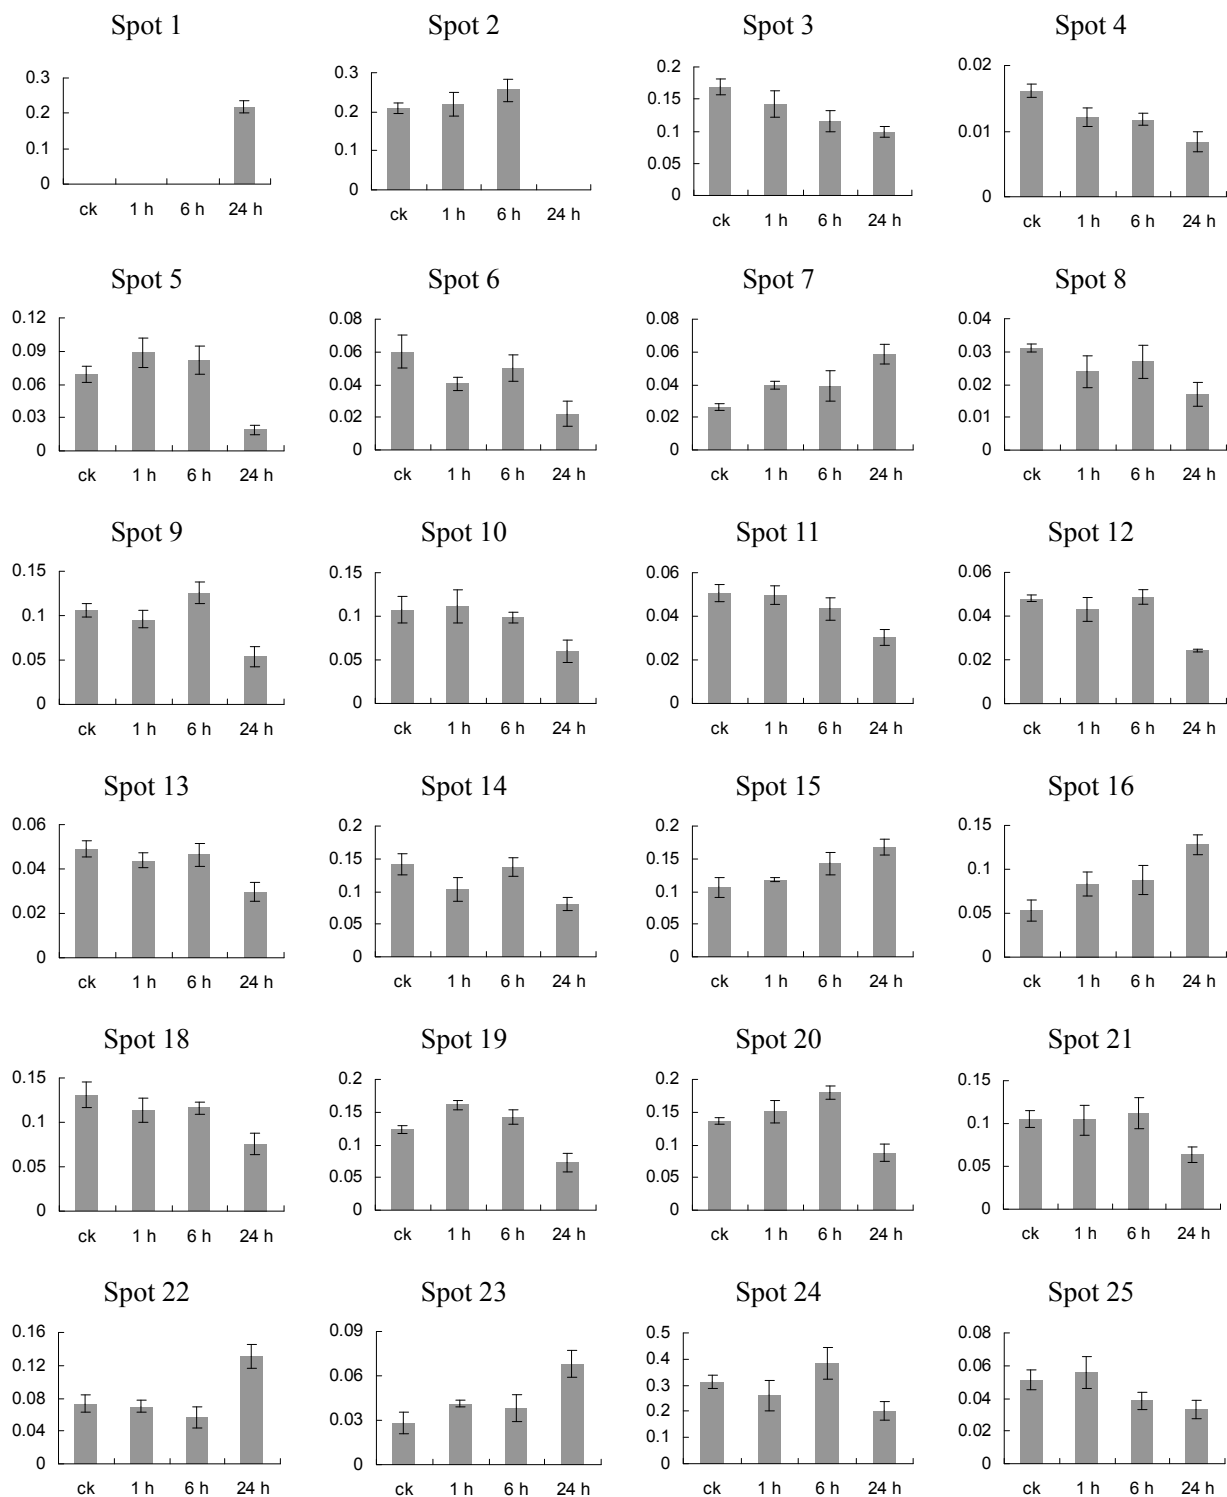 Spot 1 Spot 2 Spot 3 Spot 4
0.3 0.3 0.2 0.02
0.2 0.2 0.15 0.01
0.1 0.1 0.1 0
0 0 0.05
0
ck 1 h 6 h 24 h ck 1 h 6 h 24 h ck 1 h 6 h 24 h ck 1 h 6 h 24 h
Spot 5 Spot 6 Spot 7 Spot 8
0.12 0.08 0.08 0.04
0.09 0.06 0.06 0.03
0.06 0.04 0.04 0.02
0.03 0.02 0.02 0.01
0 0 0 0
ck 1 h 6 h 24 h ck 1 h 6 h 24 h ck 1 h 6 h 24 h ck 1 h 6 h 24 h
Spot 9 Spot 10 Spot 11 Spot 12
0.15 0.15 0.06 0.06
0.1 0.1 0.04 0.04
0.05 0.05 0.02 0.02
0 0 0 0
ck 1 h 6 h 24 h ck 1 h 6 h 24 h ck 1 h 6 h 24 h ck 1 h 6 h 24 h
Spot 13 Spot 14 Spot 15 Spot 16
0.06 0.2 0.2 0.15
0.04 0.15 0.15 0.1
0.02 0.1 0.1 0.05
0 0.05 0.05 0
0 0
ck 1 h 6 h 24 h ck 1 h 6 h 24 h ck 1 h 6 h 24 h ck 1 h 6 h 24 h
Spot 18 Spot 19 Spot 20 Spot 21
0.15 0.2 0.2 0.15
0.1 0.15 0.15 0.1
0.05 0.1 0.1 0.05
0 0.05 0.05 0
0 0
ck 1 h 6 h 24 h ck 1 h 6 h 24 h ck 1 h 6 h 24 h ck 1 h 6 h 24 h
Spot 22 Spot 23 Spot 24 Spot 25
0.16 0.09 0.5 0.08
0.12 0.06 0.4 0.06
0.08 0.03 0.3 0.04
0.04 0 0.2 0.02
0 0.1 0
0
ck 1 h 6 h 24 h ck 1 h 6 h 24 h ck 1 h 6 h 24 h ck 1 h 6 h 24 h